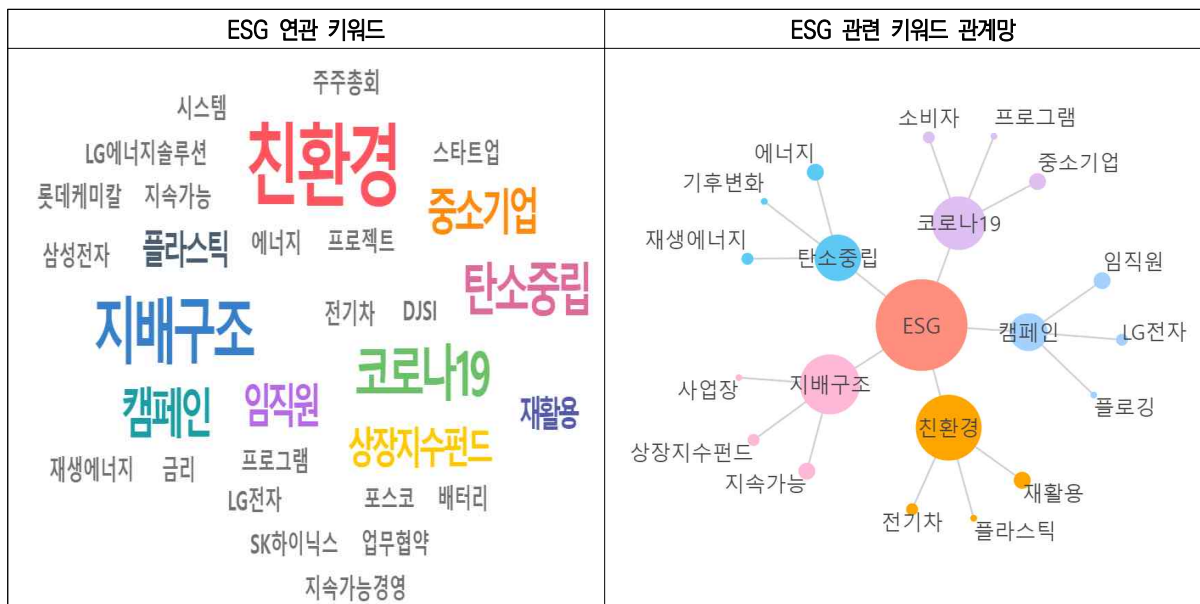 ESG 연관 키워드
ESG 관련 키워드 관계망
주주총회
시스템
친환경
LG에너지솔루션
스타트업
롯데케미칼
지속가능
중소기업
삼성전자
플라스틱
에너지
프로젝트
탄소중립
지배구조
전기차
DJSI
코로나19
캠페인
임직원
재활용
상장지수펀드
재생에너지
금리
프로그램
LG전자
포스코
배터리
SK하이닉스
업무협약
지속가능경영
소비자
프로그램
에너지
중소기업
기후변화
코로나19
재생에너지
탄소중립
임직원
ESG
캠페인
LG전자
사업장
지배구조
플로깅
친환경
상장지수펀드
지속가능
재활용
전기차
플라스틱